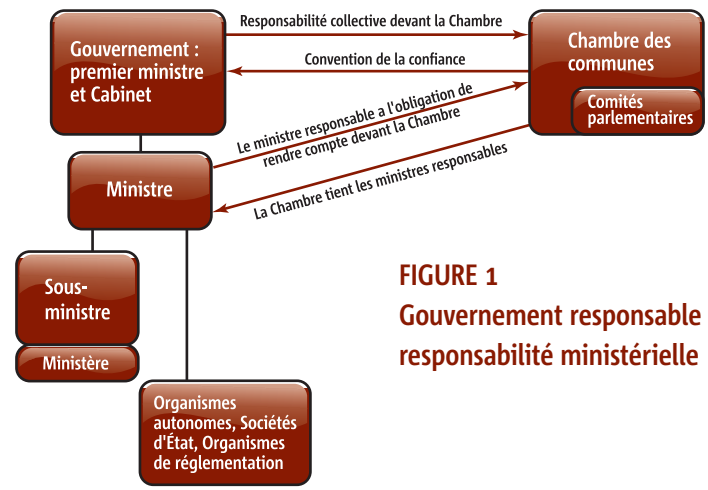 Gouvernement :
premier ministre
et Cabinet
Responsabilité collective devant la Chambre
Convention de la confiance
Chambre des
communes
Comités
parlementaires
Le ministre responsable a l'obligation de
rendre compte devant la Chambre
La Chambre tient les ministres responsables
Ministre
Sous-
ministre
Ministère
Organismes
autonomes, Sociétés
d'État, Organismes
de réglementation
FIGURE 1
Gouvernement responsable
responsabilité ministérielle